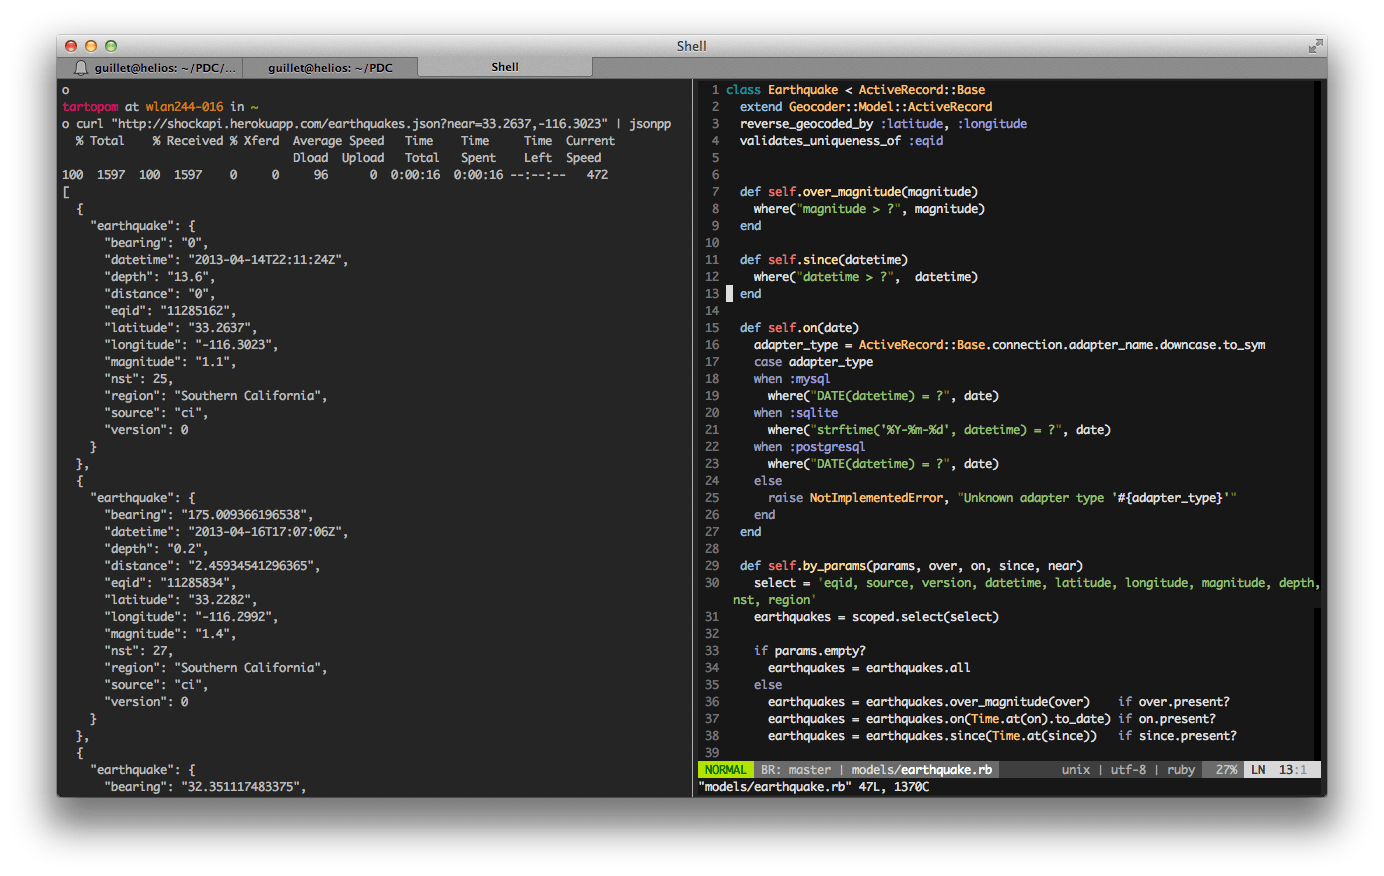 Shell
guillet@helios: ~/PDC/...
guillet@helios: ~/PDC
Shell
o
tartopom at wlan244-016 in ~
o curl "http://shockapi.herokuapp.com/earthquakes.json?near=33.2637,-116.3023" | jsonpp
% Total % Received % Xferd Average Speed Time Time Time Current
Dload Upload Total Spent Left Speed
100 1597 100 1597 0 0 96 0 0:00:16 0:00:16 --:--:-- 472
[
{
"earthquake": {
"bearing": "0",
"datetime": "2013-04-14T22:11:24Z",
"depth": "13.6",
"distance": "0",
"eqid": "11285162",
"latitude": "33.2637",
"longitude": "-116.3023",
"magnitude": "1.1",
"nst": 25,
"region": "Southern California",
"source": "ci",
"version": 0
}
},
{
"earthquake": {
"bearing": "175.009366196538",
"datetime": "2013-04-16T17:07:06Z",
"depth": "0.2",
"distance": "2.45934541296365",
"eqid": "11285834",
"latitude": "33.2282",
"longitude": "-116.2992",
"magnitude": "1.4",
"nst": 27,
"region": "Southern California",
"source": "ci",
"version": 0
}
},
{
"earthquake": {
"bearing": "32.351117483375",
1 class Earthquake < ActiveRecord::Base
2 extend Geocoder::Model::ActiveRecord
3 reverse_geocoded_by :latitude, :longitude
4 validates_uniqueness_of :eqid
5
6
7 def self.over_magnitude(magnitude)
8 where("magnitude > ?", magnitude)
9 end
10
11 def self.since(datetime)
12 where("datetime > ?", datetime)
13 end
14
15 def self.on(date)
16 adapter_type = ActiveRecord::Base.connection.adapter_name.downcase.to_sym
17 case adapter_type
18 when :mysql
19 where("DATE(datetime) = ?", date)
20 when :sqlite
21 where("strftime('%Y-%m-%d', datetime) = ?", date)
22 when :postgresql
23 where("DATE(datetime) = ?", date)
24 else
25 raise NotImplementedError, "Unknown adapter type '#{adapter_type}'"
26 end
27 end
28
29 def self.by_params(params, over, on, since, near)
30 select = 'eqid, source, version, datetime, latitude, longitude, magnitude, depth,
nst, region'
31 earthquakes = scoped.select(select)
32
33 if params.empty?
34 earthquakes = earthquakes.all
35 else
36 earthquakes = earthquakes.over_magnitude(over) if over.present?
37 earthquakes = earthquakes.on(Time.at(on).to_date) if on.present?
38 earthquakes = earthquakes.since(Time.at(since)) if since.present?
39
NORMAL BR: master | models/earthquake.rb unix | utf-8 | ruby 27% LN 13:1
"models/earthquake.rb" 47L, 1370C